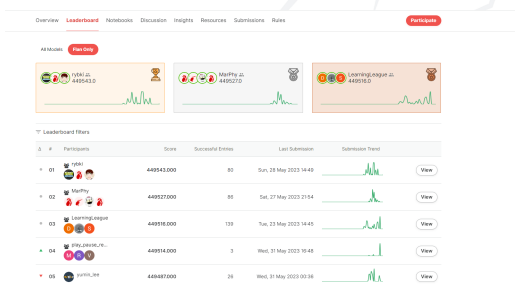 Overview Leaderboard Notebooks Discussion Insights Resources Submissions Rules Participate
All Models Flan Only
rybki
449543.0
MarPhy
449527.0
LearningLeague
449516.0
Leaderboard Filters
Δ # Participants Score Successful Entries Last Submission Submission Trend
01 rybki 449543.000 80 Sun, 28 May 2023 14:49 View
02 MarPhy 449527.000 86 Sat, 27 May 2023 21:54 View
03 LearningLeague 449516.000 139 Tue, 23 May 2023 14:45 View
D S
04 play_pause_re... 449514.000 3 Wed, 31 May 2023 16:48 View
M R V
05 yumin_lee 449487.000 26 Wed, 31 May 2023 00:36 View